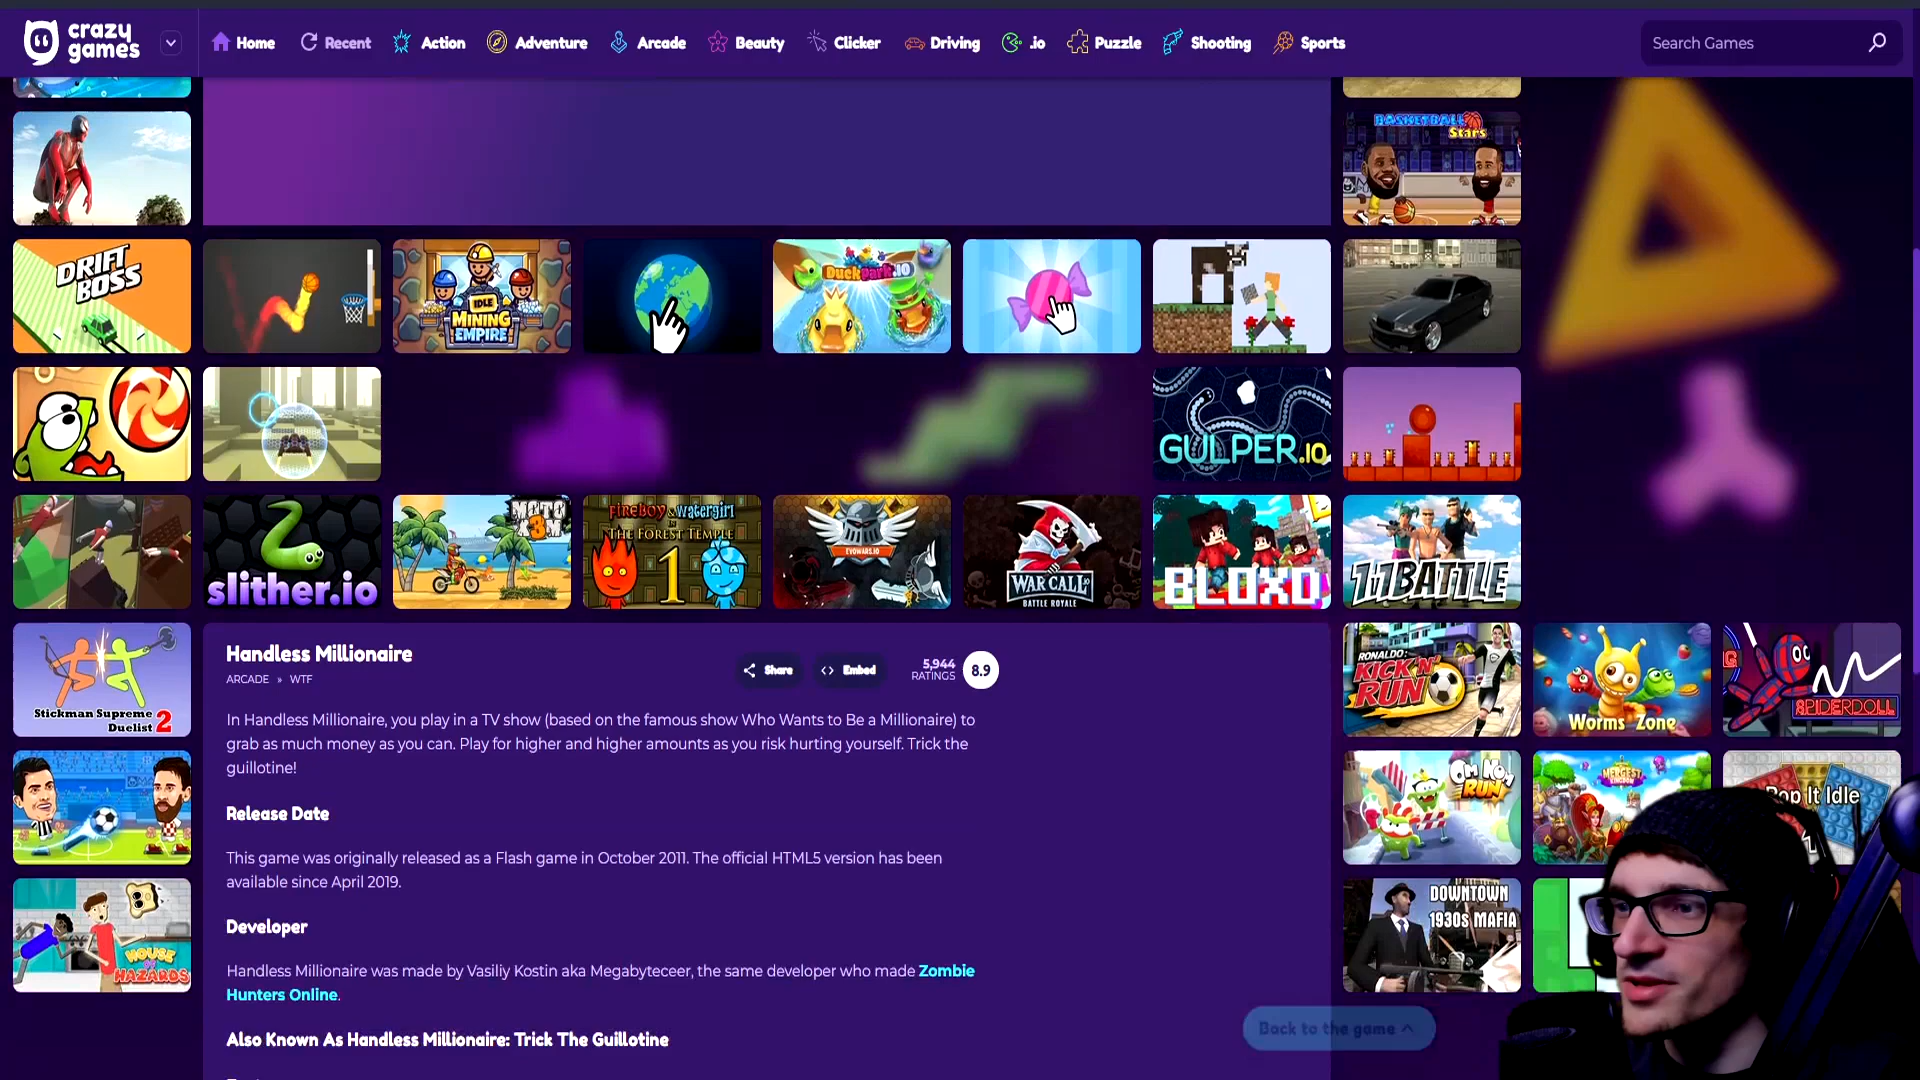 crazy games
Home
Recent
Action
Adventure
Arcade
Beauty
Clicker
Driving
.io
Puzzle
Shooting
Sports
Search Games
BASKETBALL
Stars
DRIFT
BOSS
IDLE
MINING
EMPIRE
DuckPark.IO
GULPER.IO
slither.io
MOTO
X3M
FIREBOY & WATERGIRL
IN
THE FOREST TEMPLE
1
EVOWARS.IO
WAR CALL.IO
BATTLE ROYALE
BLOXD
1v1BATTLE
Stickman Supreme
Duelist 2
HOUSE
OF
HAZARDS
Handless Millionaire
ARCADE » WTF
Share
Embed
5,944
RATINGS
8.9
In Handless Millionaire, you play in a TV show (based on the famous show Who Wants to Be a Millionaire) to
grab as much money as you can. Play for higher and higher amounts as you risk hurting yourself. Trick the
guillotine!
Release Date
This game was originally released as a Flash game in October 2011. The official HTML5 version has been
available since April 2019.
Developer
Handless Millionaire was made by Vasiliy Kostin aka Megabyteceer, the same developer who made Zombie
Hunters Online.
Also Known As Handless Millionaire: Trick The Guillotine
RONALDO:
KICK'N'
RUN
Worms Zone
SPIDERDOLL
OM NOM
RUN
MERGEST
KINGDOM
Pop It Idle
DOWNTOWN
1930s MAFIA
Back to the game